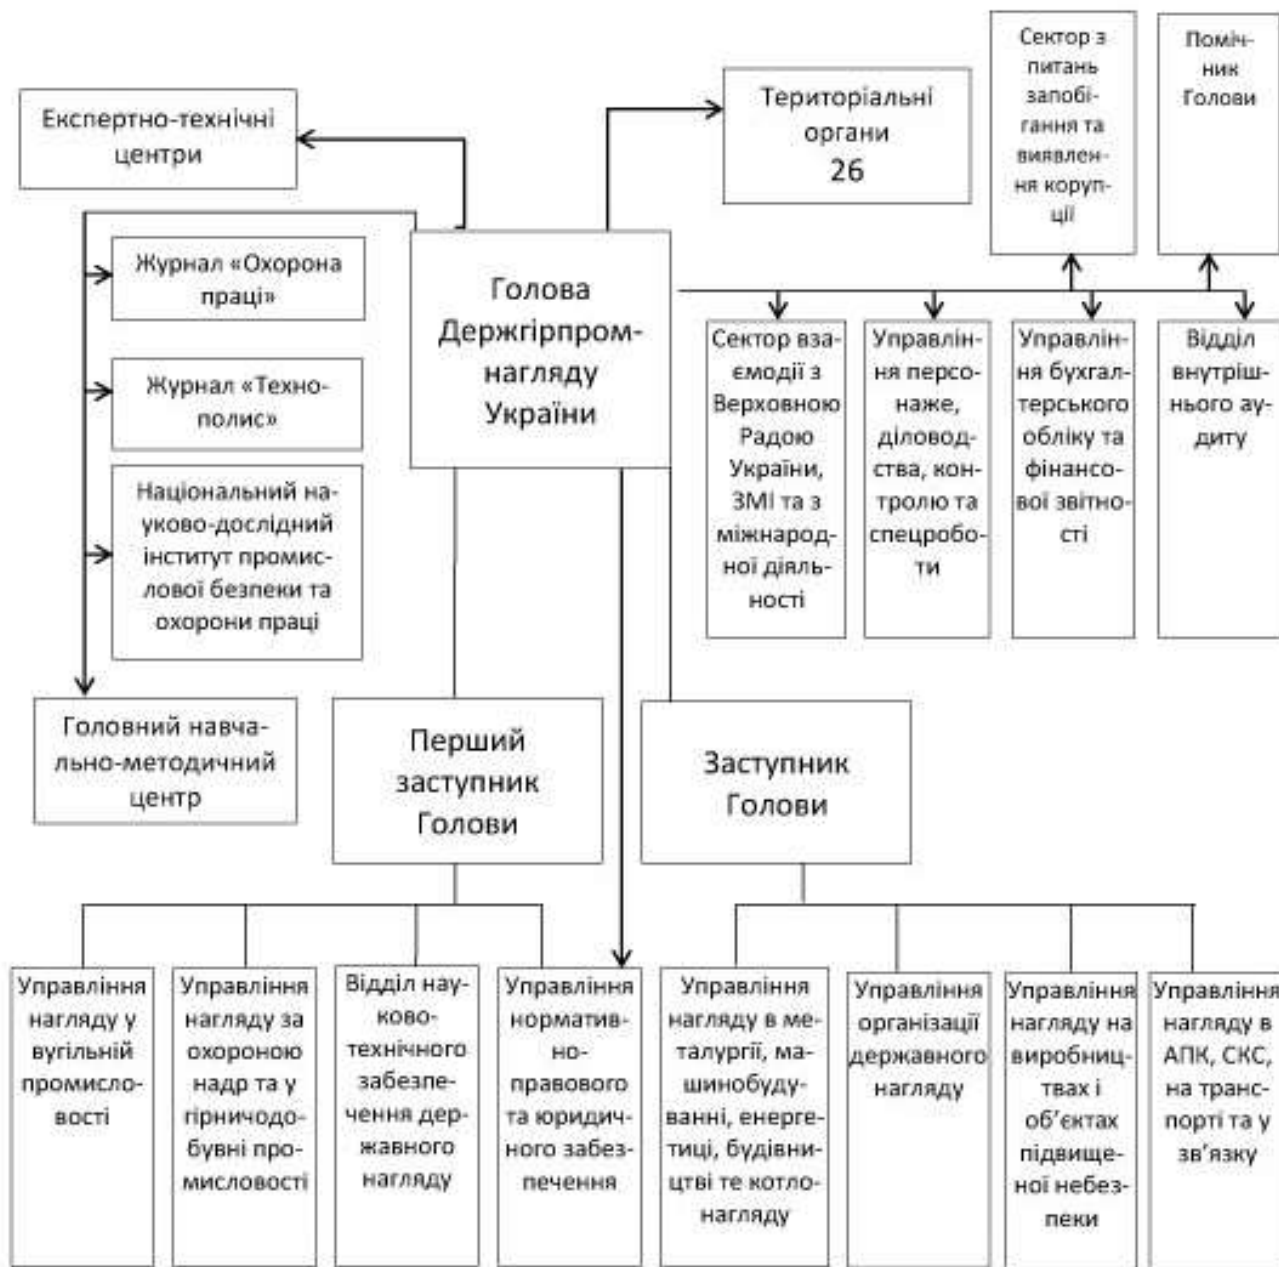 Сектор з
питань
запобі-
гання та
виявлен-
ня коруп-
ції
Поміч-
ник
Голови
Експертно-технічні
центри
Територіальні
органи
26
Журнал «Охорона
праці»
Журнал «Техно-
полис»
Національний на-
уково-дослідний
інститут промис-
лової безпеки та
охорони праці
Головний навча-
льно-методичний
центр
Голова
Держгірпром-
нагляду
України
Сектор вза-
ємодії з
Верховною
Радою
України,
ЗМІ та з
міжнарод-
ної діяль-
ності
Управлін-
ня персо-
наже,
діловод-
ства, кон-
тролю та
спецробо-
ти
Управлін-
ня бухгал-
терського
обліку та
фінансо-
вої звітно-
сті
Відділ
внутріш-
нього ау-
диту
Перший
заступник
Голови
Заступник
Голови
Управління
нагляду у
вугільній
промисло-
вості
Управління
нагляду за
охороною
надр та у
гірничодо-
бувні про-
мисловості
Відділ нау-
ково-
технічного
забезпе-
чення дер-
жавного
нагляду
Управління
норматив-
но-
правового
та юридич-
ного забез-
печення
Управління
нагляду в ме-
талургії, ма-
шинобуду-
ванні, енерге-
тиці, будівни-
цтві те котло-
нагляду
Управління
організації
державного
нагляду
Управління
нагляду на
виробницт-
твах і
об’єктах
підвище-
ної небез-
пеки
Управління
нагляду в
АПК, СКС,
на транс-
порті та у
зв’язку